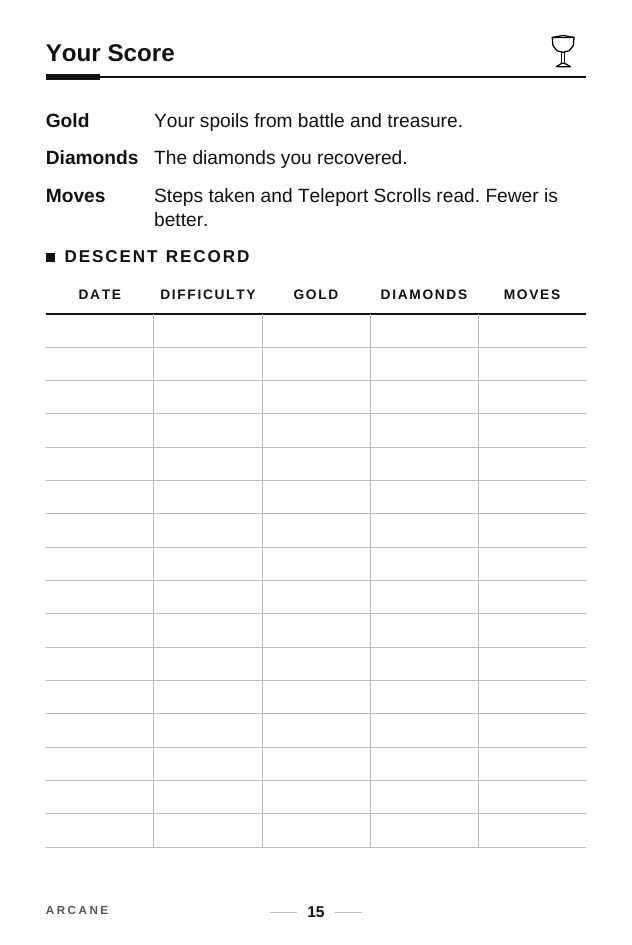 Your Score
Gold Your spoils from battle and treasure.
Diamonds The diamonds you recovered.
Moves Steps taken and Teleport Scrolls read. Fewer is
better.
DESCENT RECORD
DATE DIFFICULTY GOLD DIAMONDS MOVES
ARCANE 15